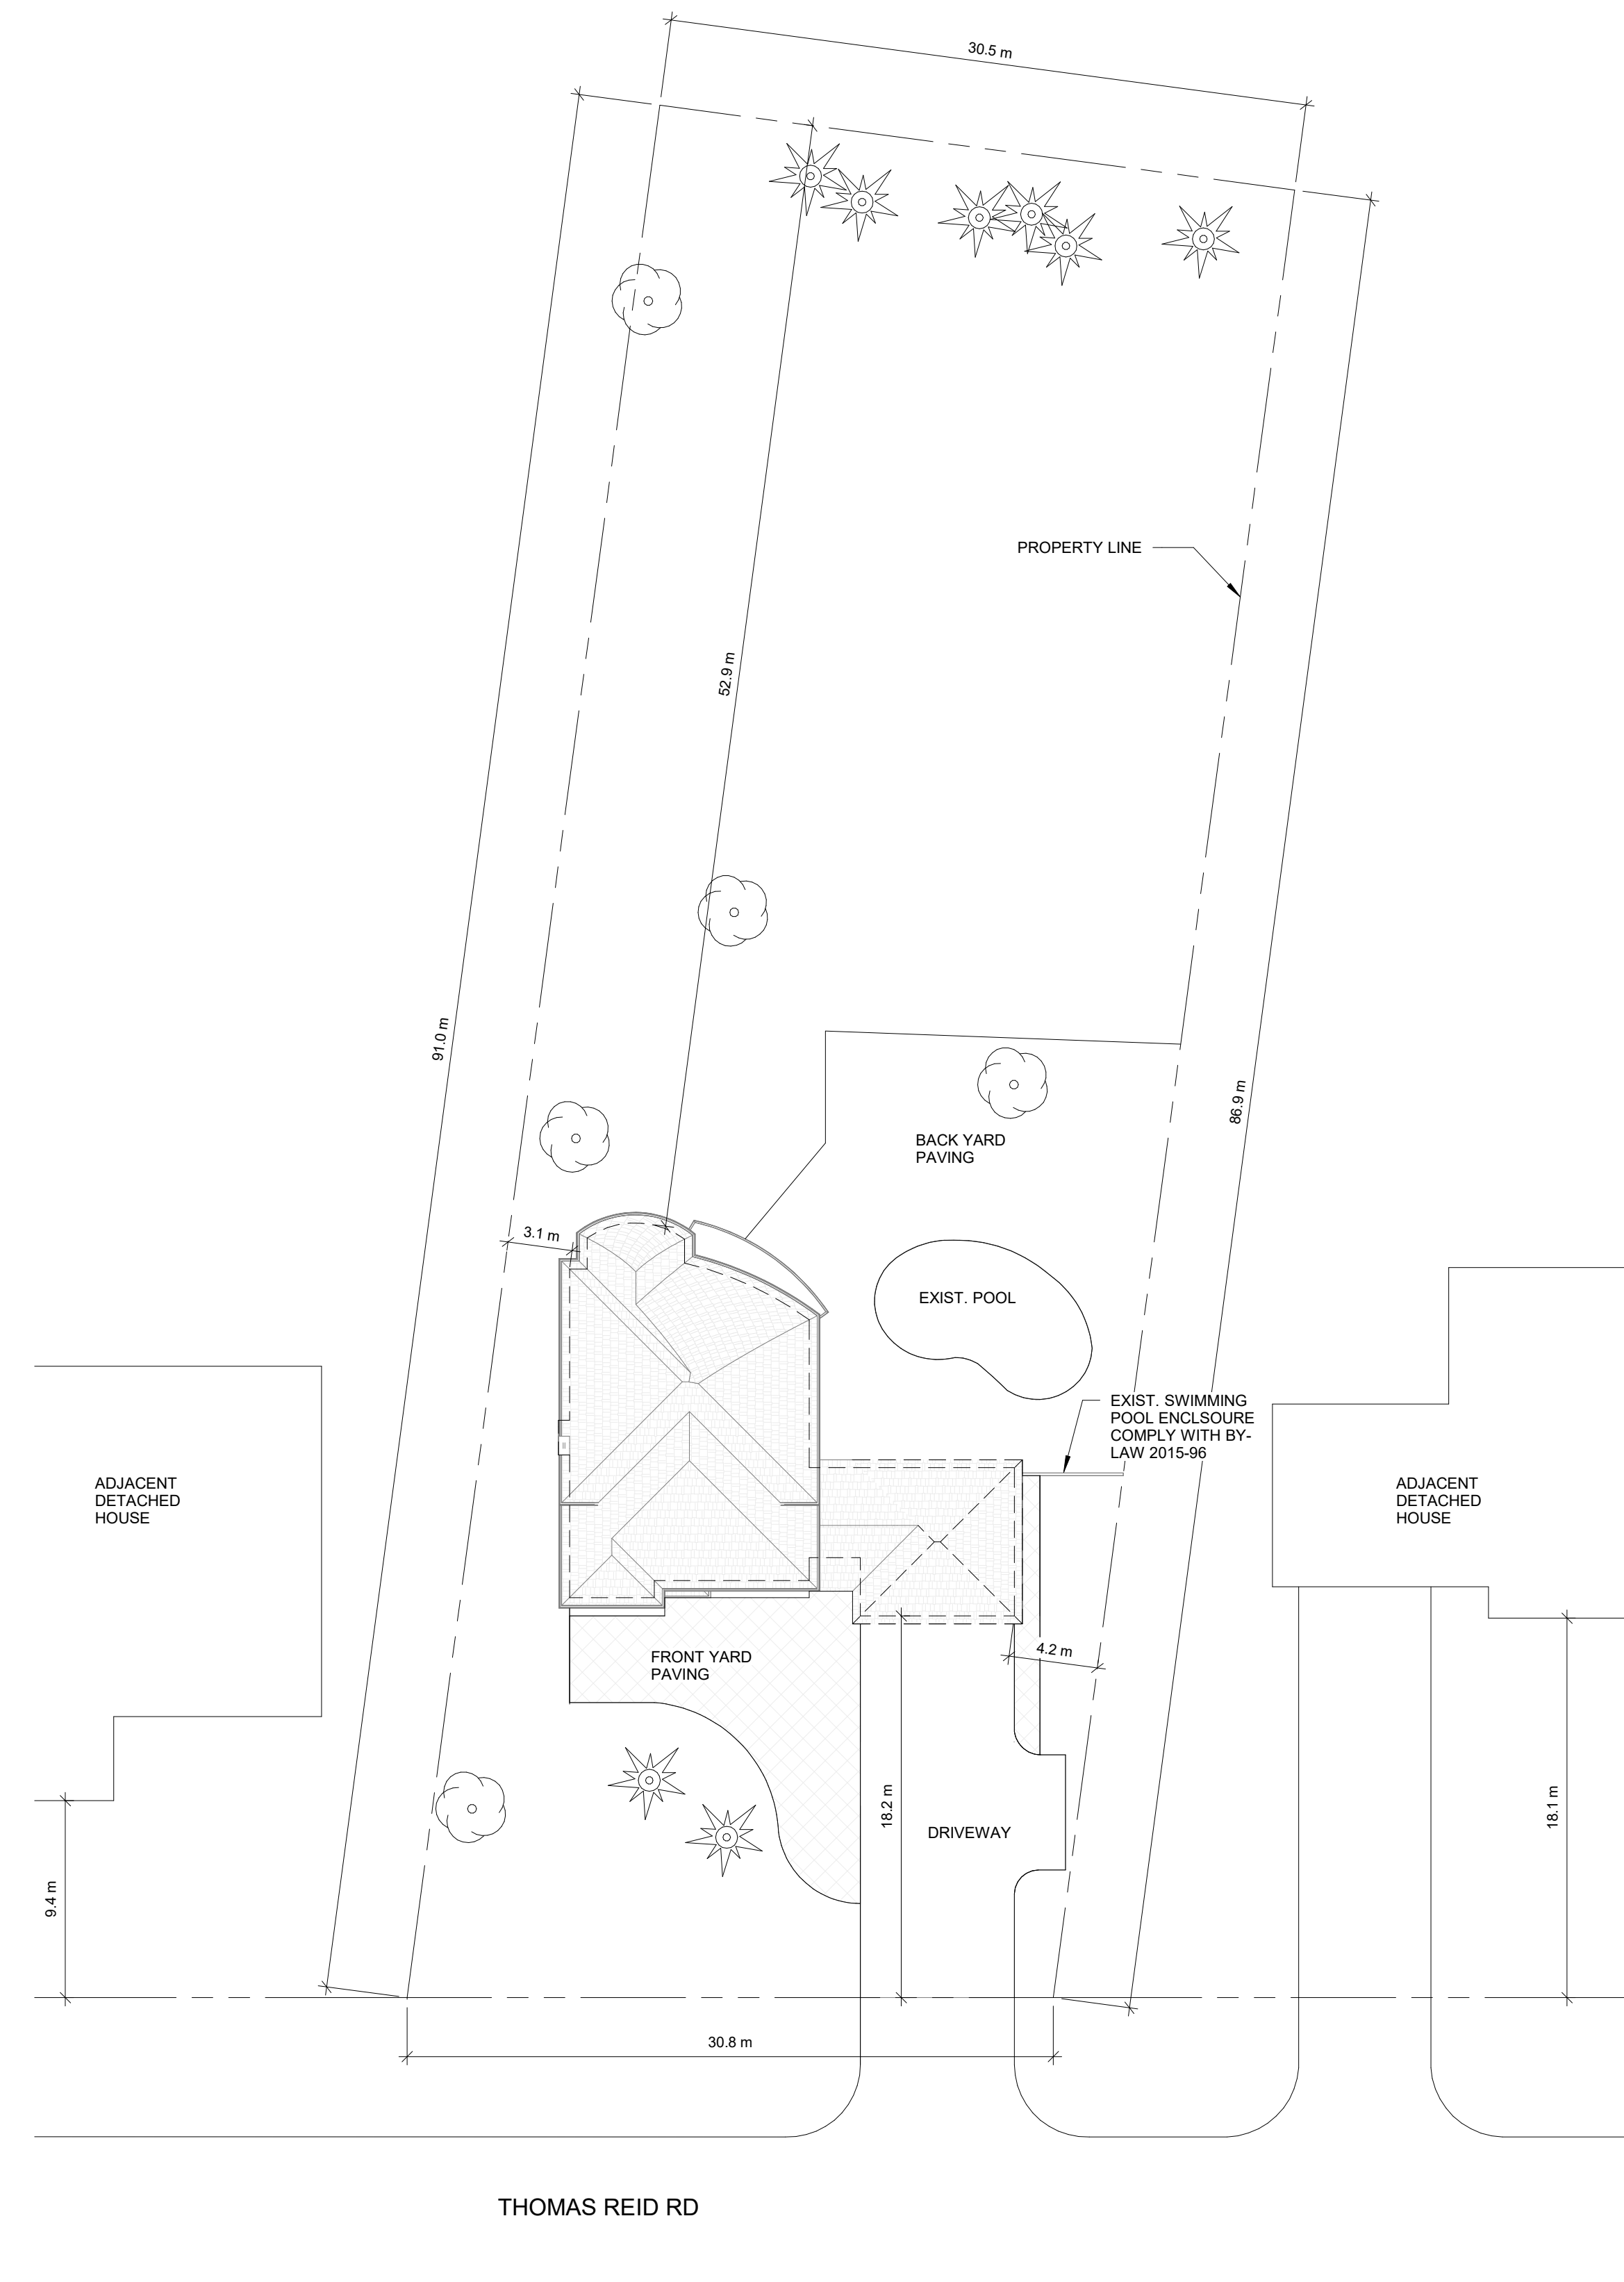 30.5 m
PROPERTY LINE
52.9 m
91.0 m
86.9 m
BACK YARD
PAVING
3.1 m
EXIST. POOL
EXIST. SWIMMING
POOL ENCLSOURE
COMPLY WITH BY-
LAW 2015-96
ADJACENT
DETACHED
HOUSE
ADJACENT
DETACHED
HOUSE
FRONT YARD
PAVING
4.2 m
18.2 m
DRIVEWAY
18.1 m
9.4 m
30.8 m
THOMAS REID RD